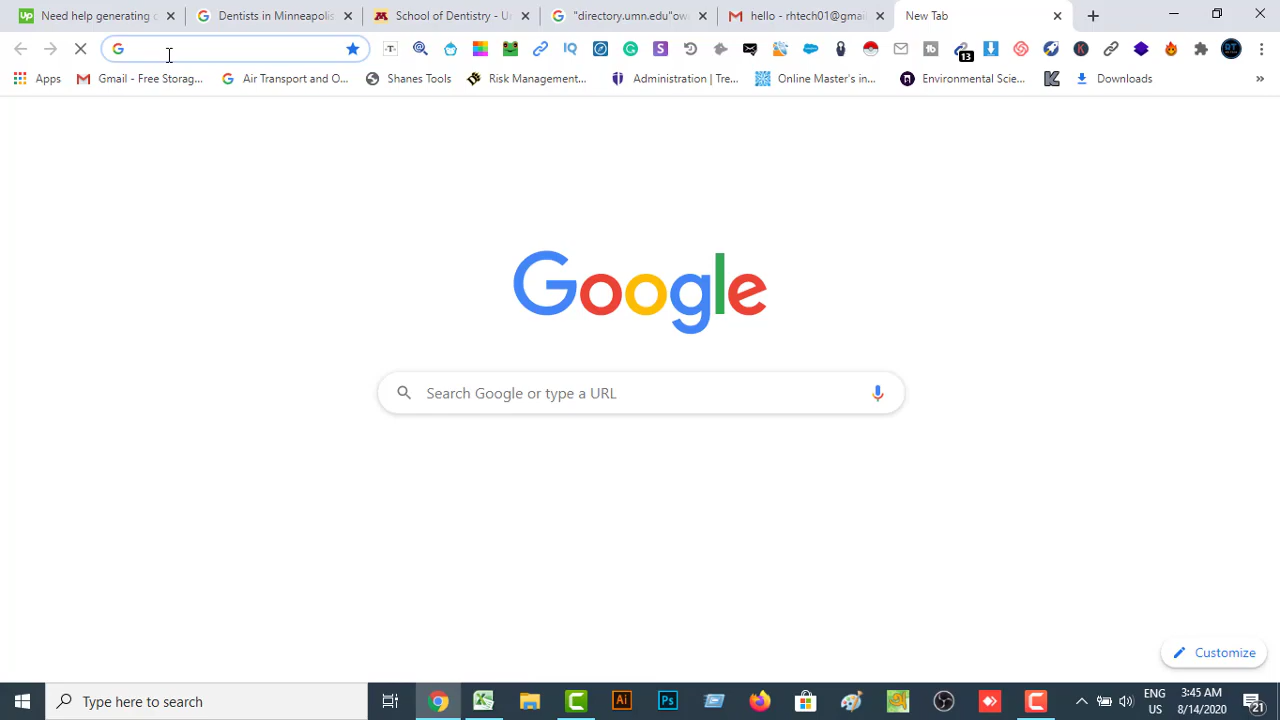 Up Need help generating c
Dentists in Minneapolis
School of Dentistry - U
"directory.umn.edu"ow
hello - rhtech01@gmai
New Tab
13
Apps
Gmail - Free Storag...
Air Transport and O...
Shanes Tools
Risk Management...
Administration | Tre...
Online Master's in...
Environmental Scie...
Downloads
»
Google
Search Google or type a URL
Customize
Type here to search
Ai
Ps
ENG
US
3:45 AM
8/14/2020
21